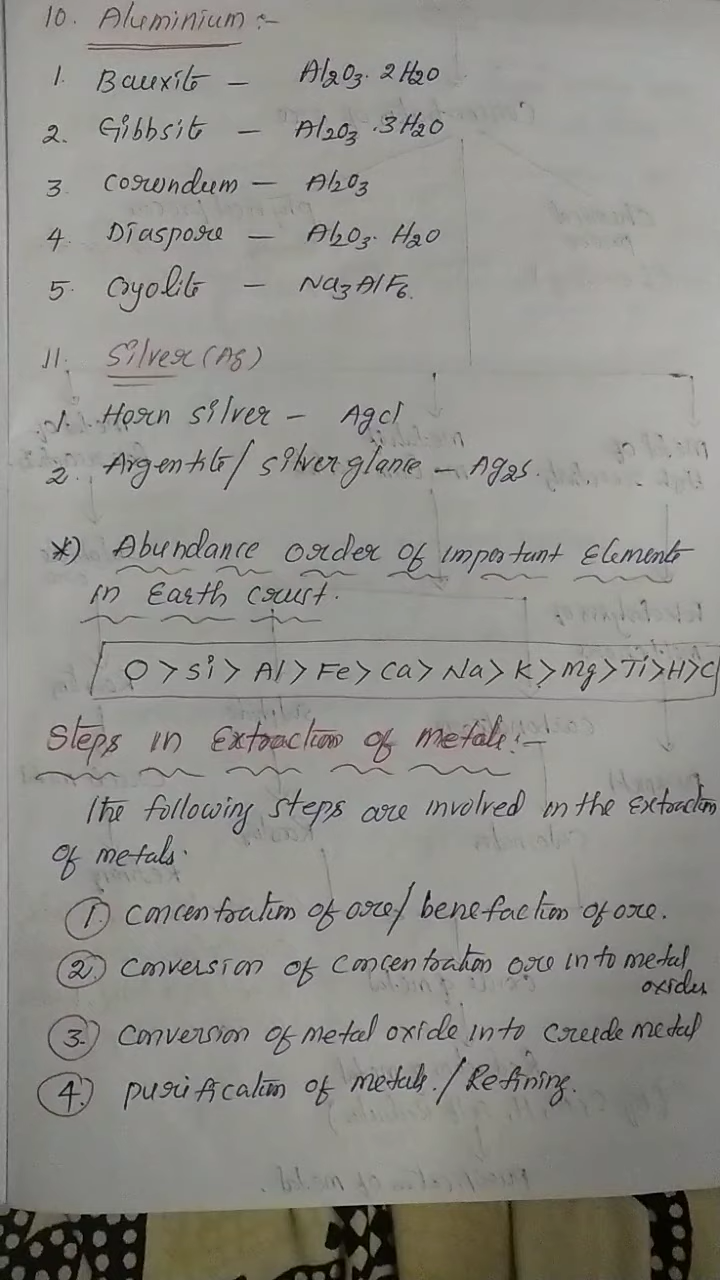 10. Aluminium :-
1. Bauxite - Al2O3. 2H2O
2. Gibbsite - Al2O3 .3H2O
3. Corundum - Al2O3
4. Diaspore - Al2O3. H2O
5. Cryolite - Na3AlF6.
11. Silver (Ag)
1. Horn silver - Agcl
2. Argentite/ silver glance - Ag2s.
*) Abundance order of important Elements
in Earth crust.
O > Si > Al > Fe > Ca > Na > K > Mg > Ti > H > C
Steps in Extraction of metals :-
The following steps are involved in the Extraction
of metals.
1. Concentration of ore/ benefaction of ore.
2. Conversion of concentration ore into metal
oxides
3. Conversion of metal oxide into crude metal
4. purification of metals./Refining.